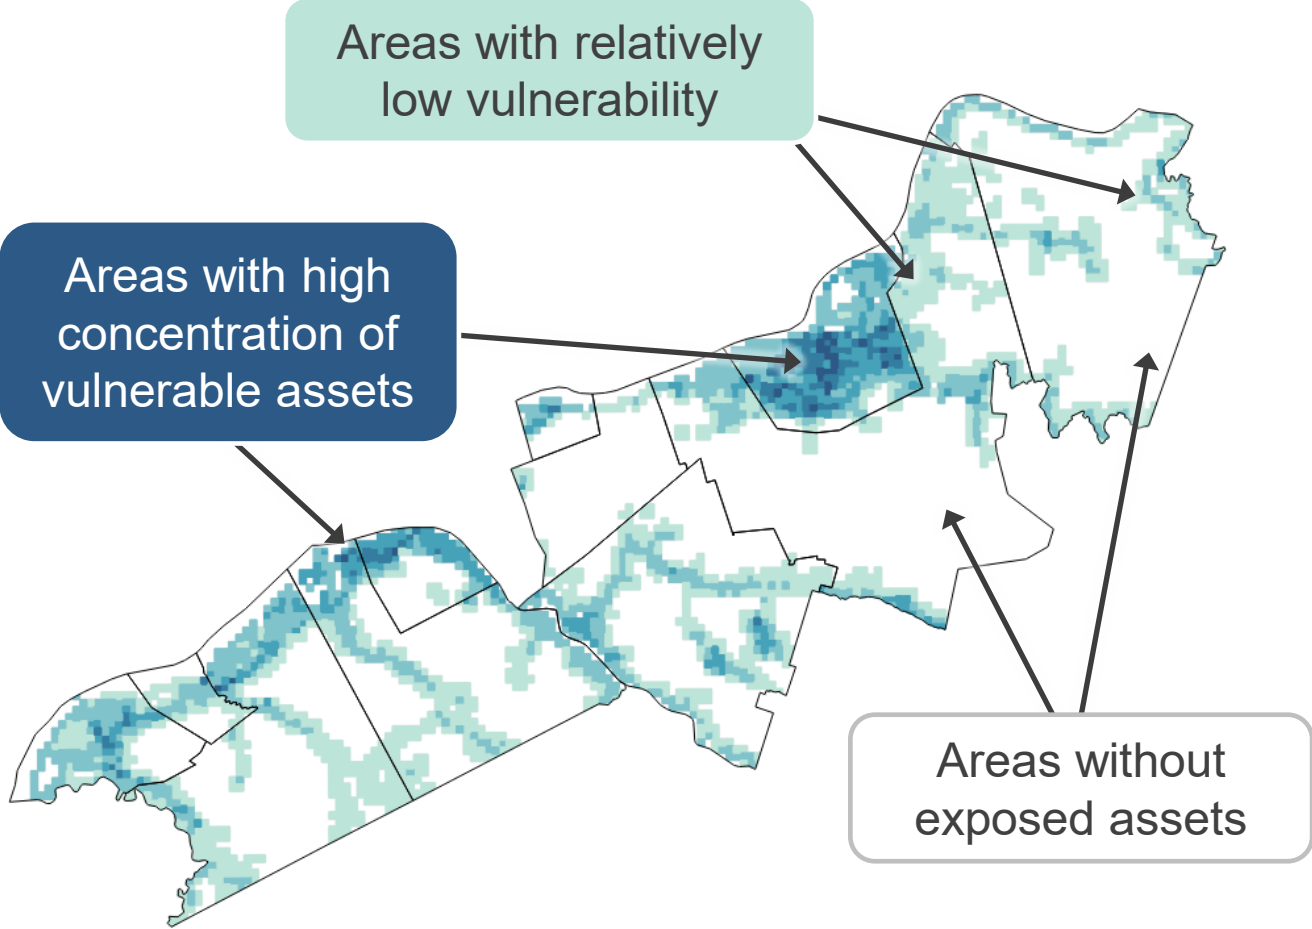 Areas with relatively
low vulnerability
Areas with high
concentration of
vulnerable assets
Areas without
exposed assets